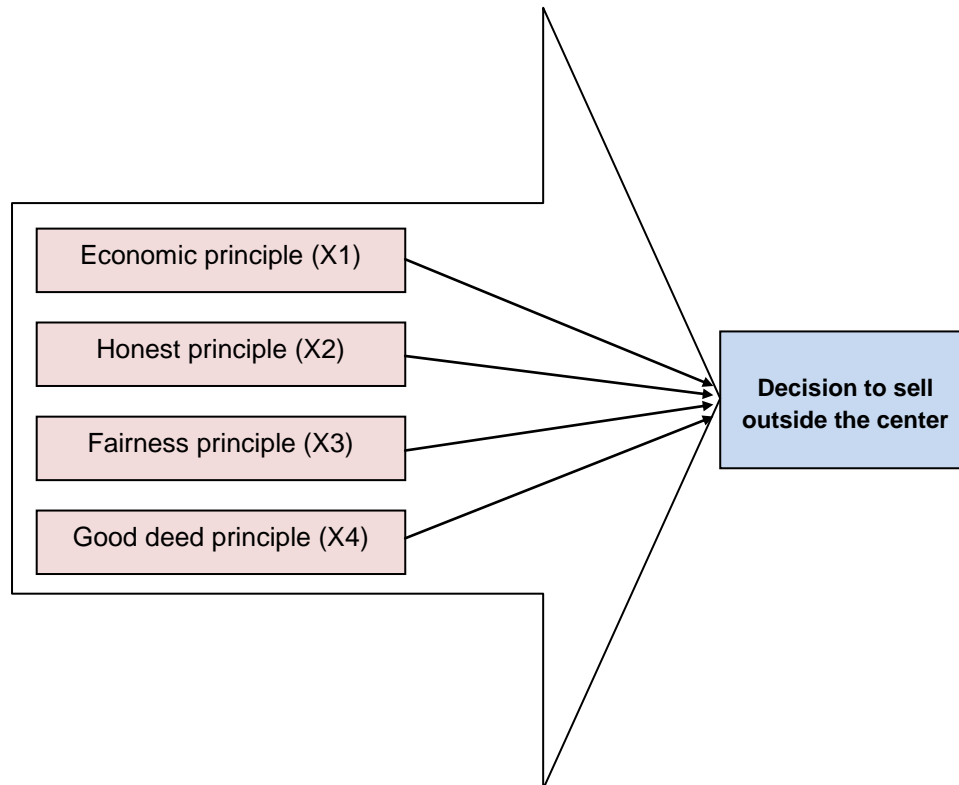 Economic principle (X1)
Honest principle (X2)
Fairness principle (X3)
Good deed principle (X4)
Decision to sell
outside the center